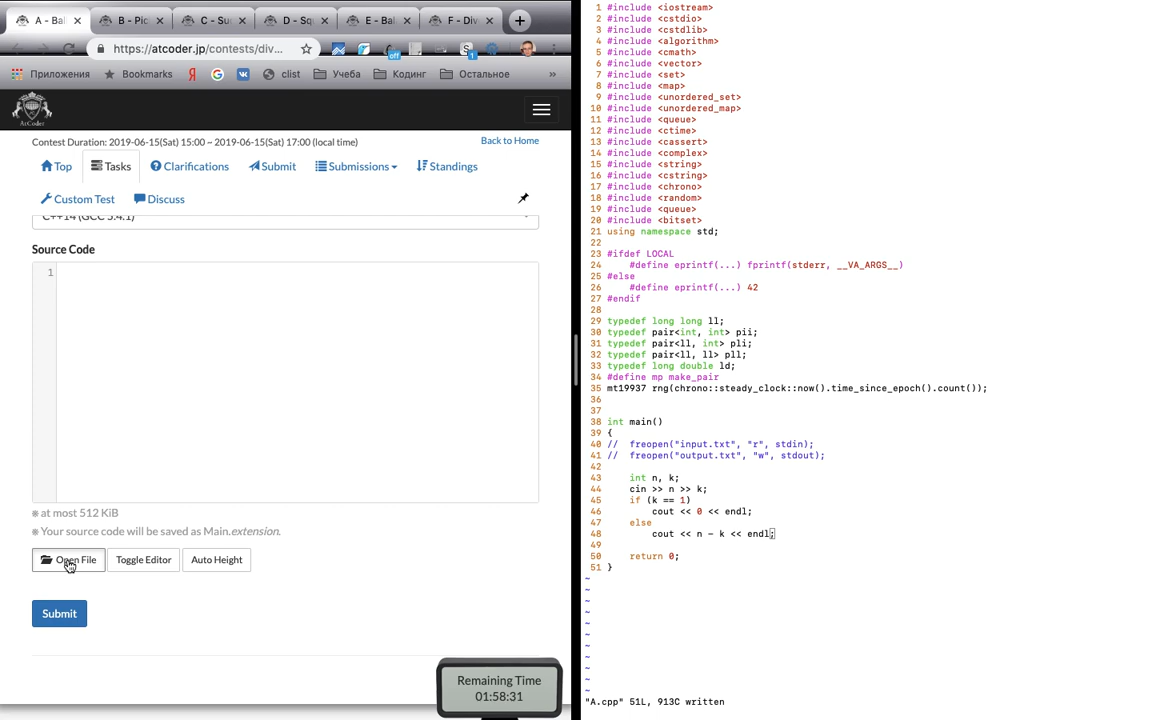 A - Bal
B - Pic
C - Suc
D - Squ
E - Bal
F - Div
https://atcoder.jp/contests/div...
Приложения
Bookmarks
Я
clist
Учеба
Кодинг
Остальное
»
AtCoder
Contest Duration: 2019-06-15(Sat) 15:00 ~ 2019-06-15(Sat) 17:00 (local time)
Back to Home
Top
Tasks
Clarifications
Submit
Submissions
Standings
Custom Test
Discuss
C++14 (GCC 5.4.1)
Source Code
1
※ at most 512 KiB
※ Your source code will be saved as Main.extension.
Open File
Toggle Editor
Auto Height
Submit
Remaining Time
01:58:31
1 #include <iostream>
2 #include <cstdio>
3 #include <cstdlib>
4 #include <algorithm>
5 #include <cmath>
6 #include <vector>
7 #include <set>
8 #include <map>
9 #include <unordered_set>
10 #include <unordered_map>
11 #include <queue>
12 #include <ctime>
13 #include <cassert>
14 #include <complex>
15 #include <string>
16 #include <cstring>
17 #include <chrono>
18 #include <random>
19 #include <queue>
20 #include <bitset>
21 using namespace std;
22
23 #ifdef LOCAL
24     #define eprintf(...) fprintf(stderr, __VA_ARGS__)
25 #else
26     #define eprintf(...) 42
27 #endif
28
29 typedef long long ll;
30 typedef pair<int, int> pii;
31 typedef pair<ll, int> pli;
32 typedef pair<ll, ll> pll;
33 typedef long double ld;
34 #define mp make_pair
35 mt19937 rng(chrono::steady_clock::now().time_since_epoch().count());
36
37
38 int main()
39 {
40 //  freopen("input.txt", "r", stdin);
41 //  freopen("output.txt", "w", stdout);
42
43     int n, k;
44     cin >> n >> k;
45     if (k == 1)
46         cout << 0 << endl;
47     else
48         cout << n - k << endl;
49
50     return 0;
51 }
~
~
~
~
~
~
~
~
~
~
~
"A.cpp" 51L, 913C written